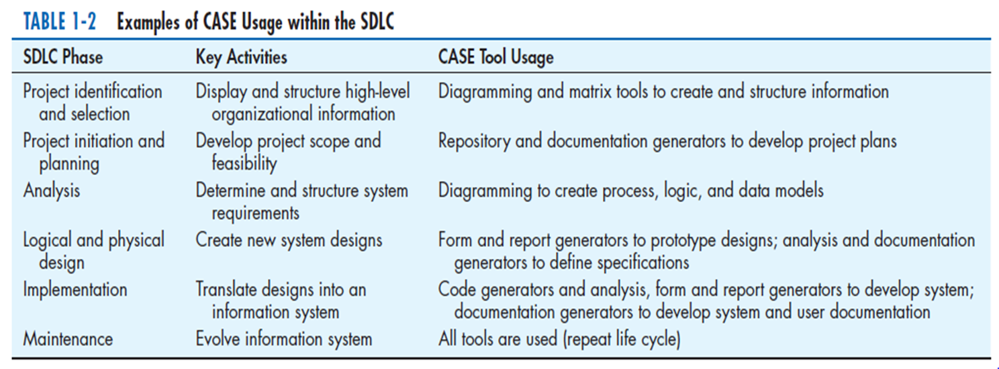 TABLE 1-2 Examples of CASE Usage within the SDLC
SDLC Phase Key Activities CASE Tool Usage
Project identification and selection Display and structure high-level organizational information Diagramming and matrix tools to create and structure information
Project initiation and planning Develop project scope and feasibility Repository and documentation generators to develop project plans
Analysis Determine and structure system requirements Diagramming to create process, logic, and data models
Logical and physical design Create new system designs Form and report generators to prototype designs; analysis and documentation generators to define specifications
Implementation Translate designs into an information system Code generators and analysis, form and report generators to develop system; documentation generators to develop system and user documentation
Maintenance Evolve information system All tools are used (repeat life cycle)